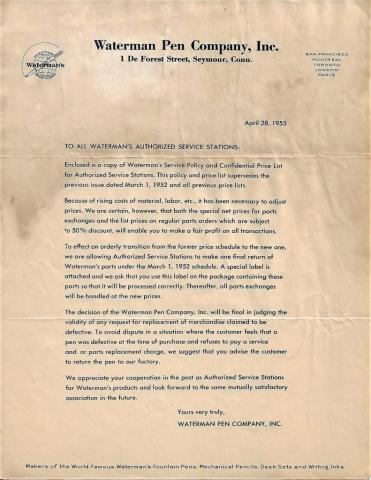 Waterman's
Waterman Pen Company, Inc.
1 De Forest Street, Seymour, Conn.
SAN FRANCISCO
MONTREAL
TORONTO
LONDON
PARIS
April 28, 1953
TO ALL WATERMAN'S AUTHORIZED SERVICE STATIONS:
Enclosed is a copy of Waterman's Service Policy and Confidential Price List
for Authorized Service Stations. This policy and price list supersedes the
previous issue dated March 1, 1952 and all previous price lists.
Because of rising costs of material, labor, etc., it has been necessary to adjust
prices. We are certain, however, that both the special net prices for parts
exchanges and the list prices on regular parts orders which are subject
to 50% discount, will enable you to make a fair profit on all transactions.
To effect an orderly transition from the former price schedule to the new one,
we are allowing Authorized Service Stations to make one final return of
Waterman's parts under the March 1, 1952 schedule. A special label is
attached and we ask that you use this label on the package containing these
parts so that it will be processed correctly. Thereafter, all parts exchanges
will be handled at the new prices.
The decision of the Waterman Pen Company, Inc. will be final in judging the
validity of any request for replacement of merchandise claimed to be
defective. To avoid dispute in a situation where the customer feels that a
pen was defective at the time of purchase and refuses to pay a service
and or parts replacement charge, we suggest that you advise the customer
to return the pen to our factory.
We appreciate your cooperation in the past as Authorized Service Stations
for Waterman's products and look forward to the same mutually satisfactory
association in the future.
Yours very truly,
WATERMAN PEN COMPANY, INC.
Makers of the World Famous Waterman's Fountain Pens, Mechanical Pencils, Desk Sets and Writing Inks